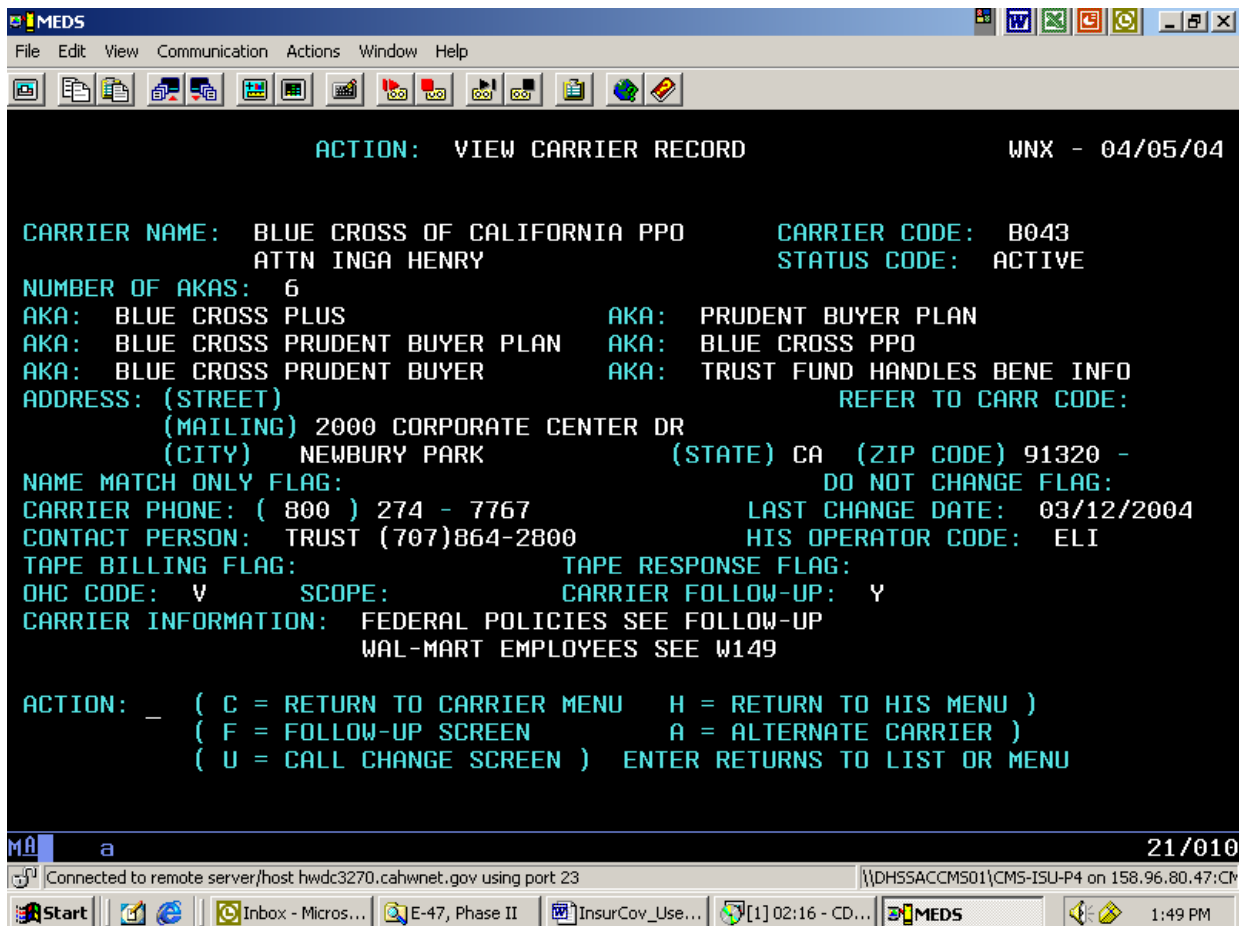 MEDS
File Edit View Communication Actions Window Help
ACTION: VIEW CARRIER RECORD WNX - 04/05/04
CARRIER NAME: BLUE CROSS OF CALIFORNIA PPO CARRIER CODE: B043
ATTN INGA HENRY STATUS CODE: ACTIVE
NUMBER OF AKAS: 6
AKA: BLUE CROSS PLUS AKA: PRUDENT BUYER PLAN
AKA: BLUE CROSS PRUDENT BUYER PLAN AKA: BLUE CROSS PPO
AKA: BLUE CROSS PRUDENT BUYER AKA: TRUST FUND HANDLES BENE INFO
ADDRESS: (STREET) REFER TO CARR CODE:
(MAILING) 2000 CORPORATE CENTER DR
(CITY) NEWBURY PARK (STATE) CA (ZIP CODE) 91320 -
NAME MATCH ONLY FLAG: DO NOT CHANGE FLAG:
CARRIER PHONE: ( 800 ) 274 - 7767 LAST CHANGE DATE: 03/12/2004
CONTACT PERSON: TRUST (707)864-2800 HIS OPERATOR CODE: ELI
TAPE BILLING FLAG: TAPE RESPONSE FLAG:
OHC CODE: V SCOPE: CARRIER FOLLOW-UP: Y
CARRIER INFORMATION: FEDERAL POLICIES SEE FOLLOW-UP
WAL-MART EMPLOYEES SEE W149
ACTION: _ ( C = RETURN TO CARRIER MENU H = RETURN TO HIS MENU )
( F = FOLLOW-UP SCREEN A = ALTERNATE CARRIER )
( U = CALL CHANGE SCREEN ) ENTER RETURNS TO LIST OR MENU
MA a 21/010
Connected to remote server/host hwdc3270.cahwnet.gov using port 23 \\DHSSACCMS01\CMS-ISU-P4 on 158.96.80.47:CM
Start Inbox - Micros... E-47, Phase II InsurCov_Use... [1] 02:16 - CD... MEDS 1:49 PM